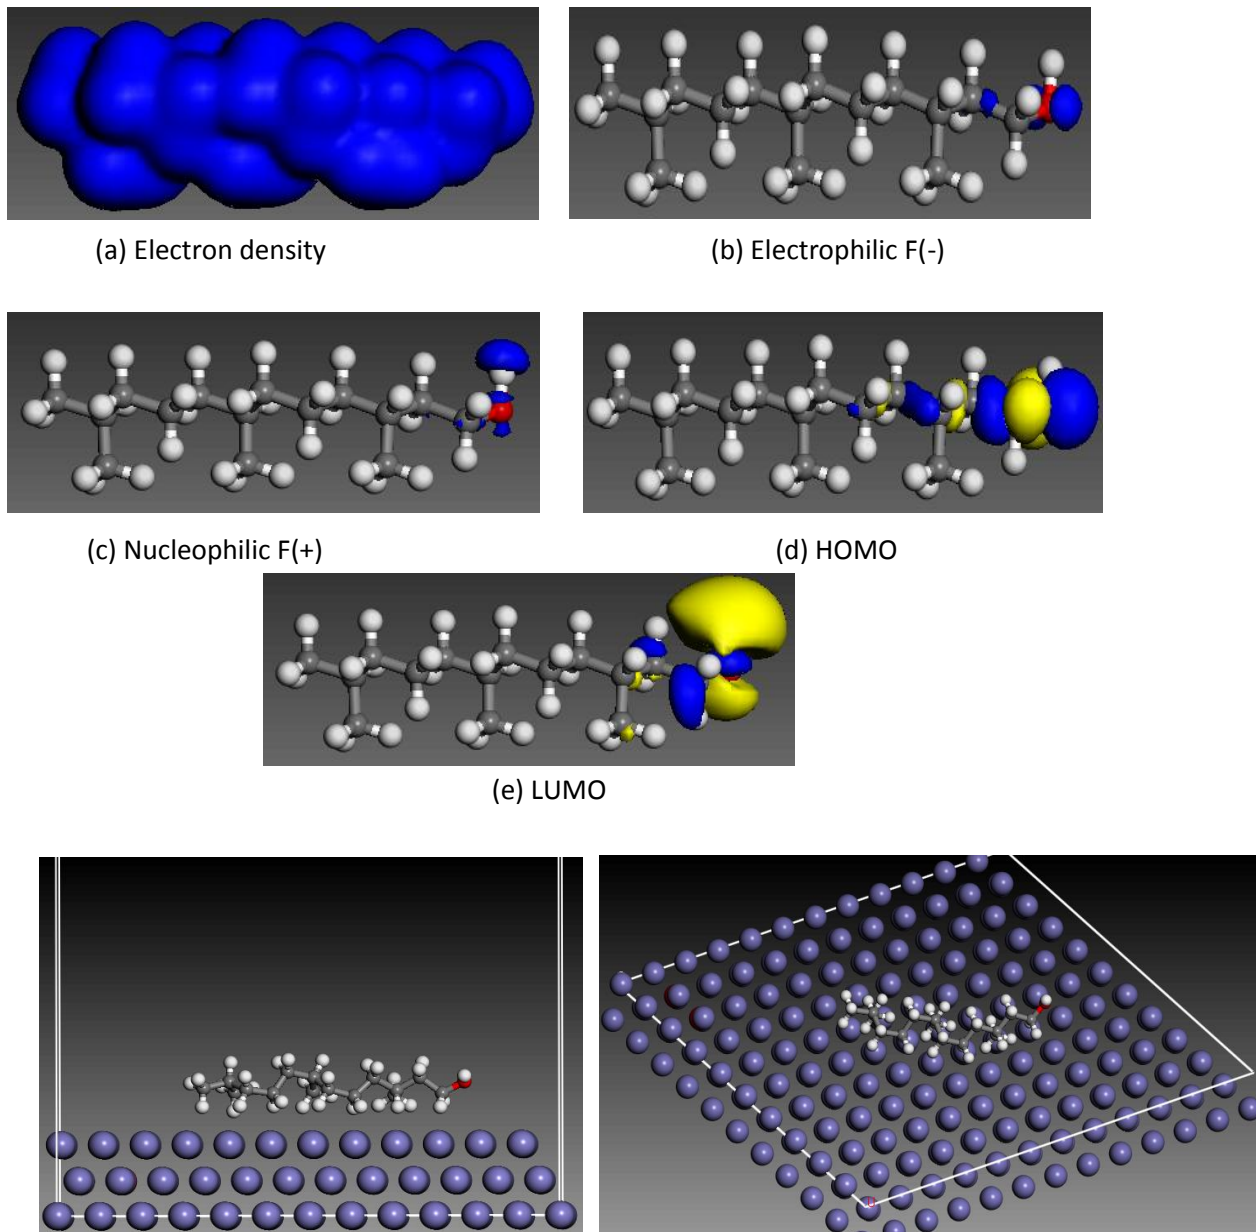 (a) Electron density
(b) Electrophilic F(-)
(c) Nucleophilic F(+)
(d) HOMO
(e) LUMO